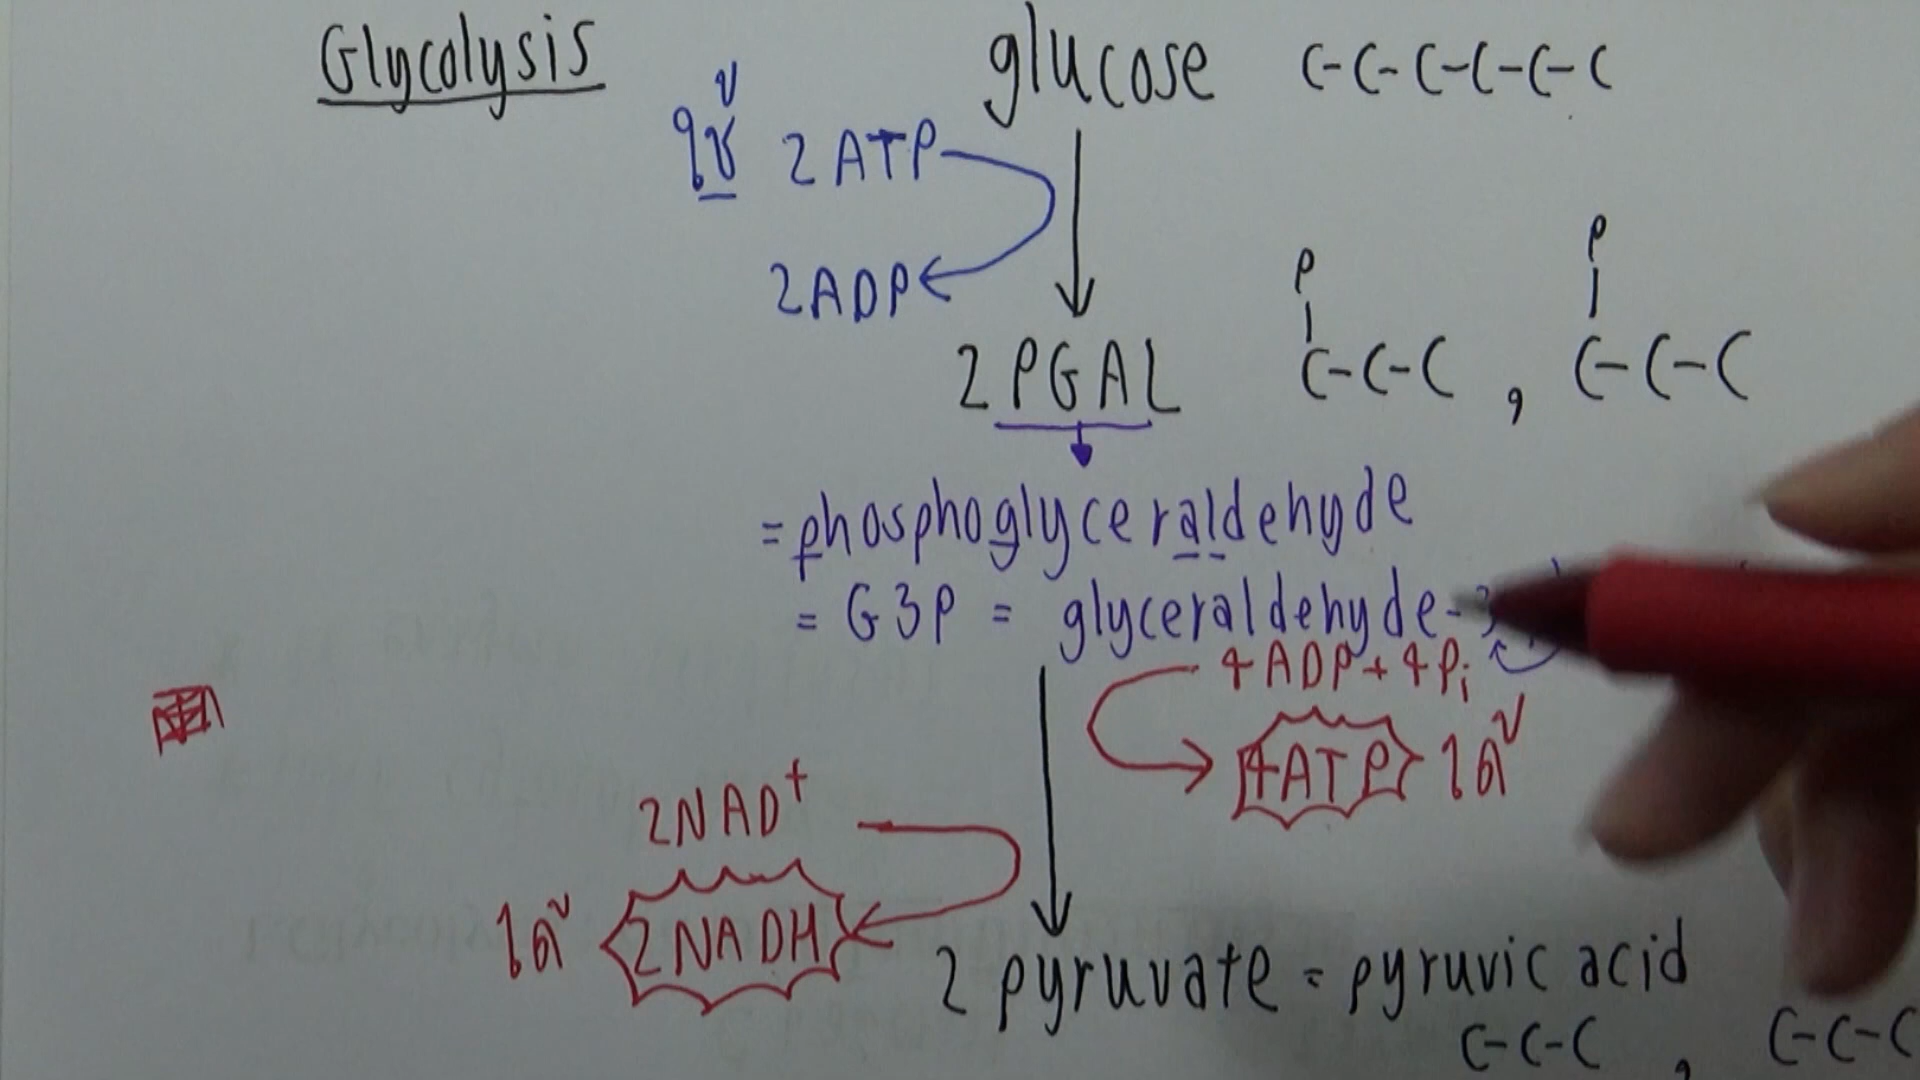 Glycolysis
glucose C-C-C-C-C-C
ใช้ 2ATP
2ADP
P P
2PGAL C-C-C , C-C-C
= phosphoglyceraldehyde
= G3P = glyceraldehyde-3
4ADP + 4Pi
4ATP ได้
2NAD+
ได้ 2NADH
2 pyruvate = pyruvic acid
C-C-C , C-C-C